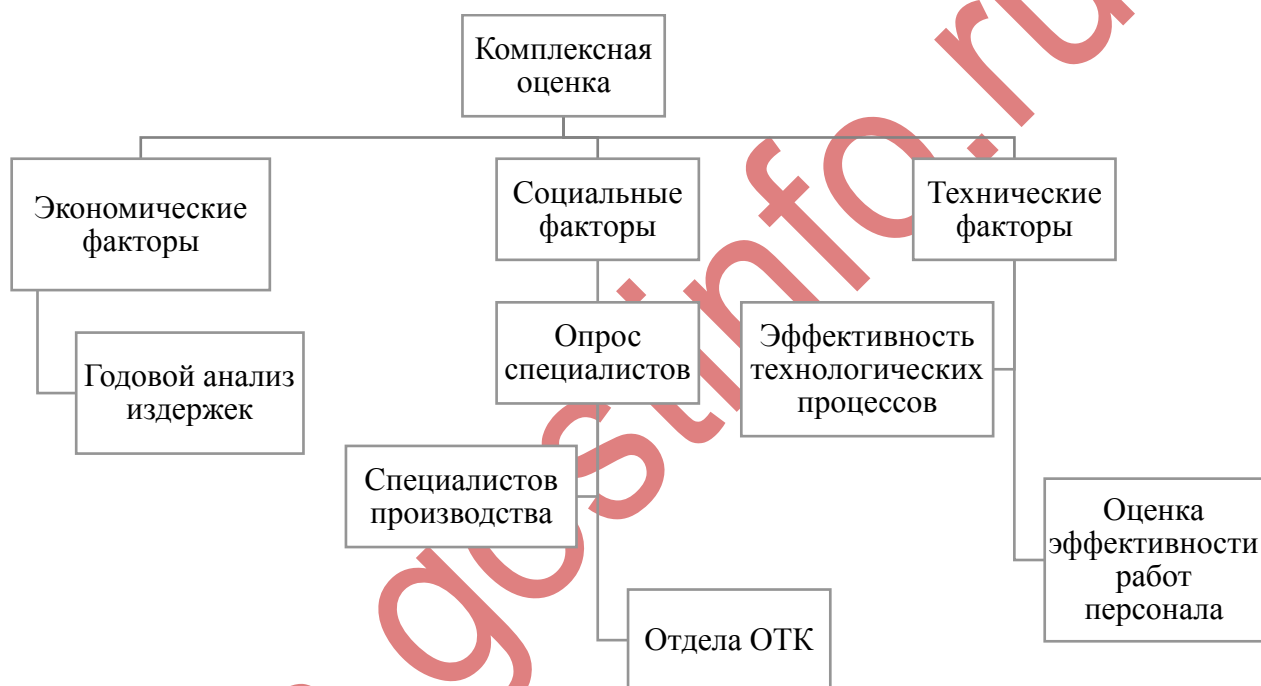 Комплексная
оценка
Экономические
факторы
Социальные
факторы
Технические
факторы
Годовой анализ
издержек
Опрос
специалистов
Эффективность
технологических
процессов
Специалистов
производства
Оценка
эффективности
работ
персонала
Отдела ОТК
gostinfo.ru